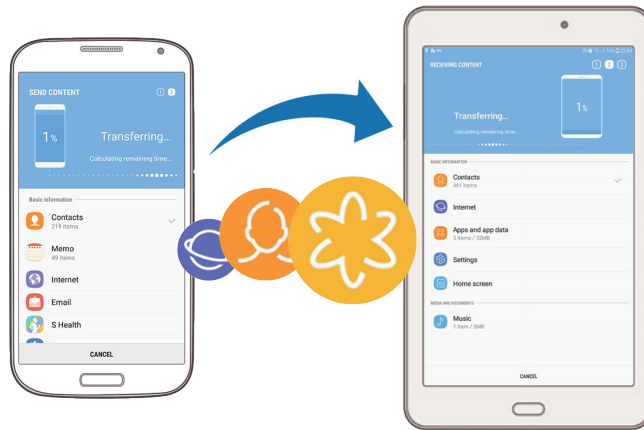 SEND CONTENT
1 2
1%
Transferring...
Calculating remaining time...
Basic information
Contacts
219 items
Memo
49 items
Internet
Email
S Health
CANCEL
13:04
RECEIVING CONTENT
1 2 3
1%
Transferring...
Calculating remaining time...
BASIC INFORMATION
Contacts
461 items
Internet
Apps and app data
3 items / 22MB
Settings
Home screen
MEDIA AND DOCUMENTS
Music
1 item / 5MB
CANCEL